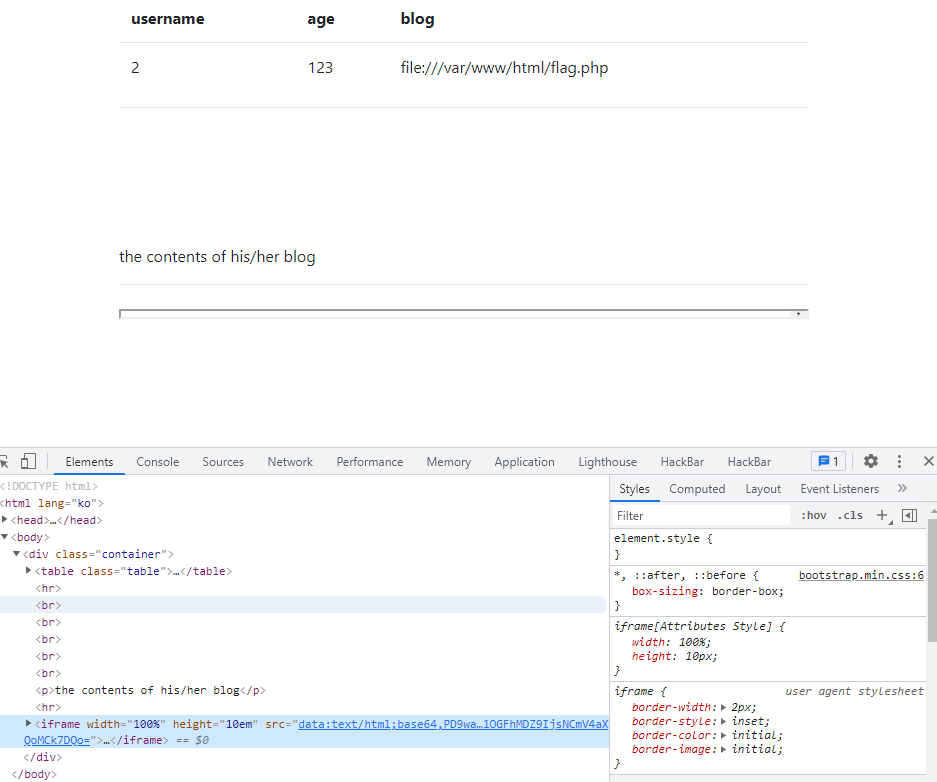 username age blog
2 123 file:///var/www/html/flag.php
the contents of his/her blog
Elements Console Sources Network Performance Memory Application Lighthouse HackBar HackBar 1
<!DOCTYPE html>
<html lang="ko">
<head>…</head>
<body>
<div class="container">
<table class="table">…</table>
<hr>
<br>
<br>
<br>
<br>
<br>
<p>the contents of his/her blog</p>
<hr>
<iframe width="100%" height="10em" src="data:text/html;base64,PD9wa…1OGFhMDZ9IjsNCmV4aX
QoMCk7DQo=">…</iframe> == $0
</div>
</body>
Styles Computed Layout Event Listeners »
Filter :hov .cls +
element.style {
}
*, ::after, ::before { bootstrap.min.css:6
box-sizing: border-box;
}
iframe[Attributes Style] {
width: 100%;
height: 10px;
}
iframe { user agent stylesheet
border-width: 2px;
border-style: inset;
border-color: initial;
border-image: initial;
}